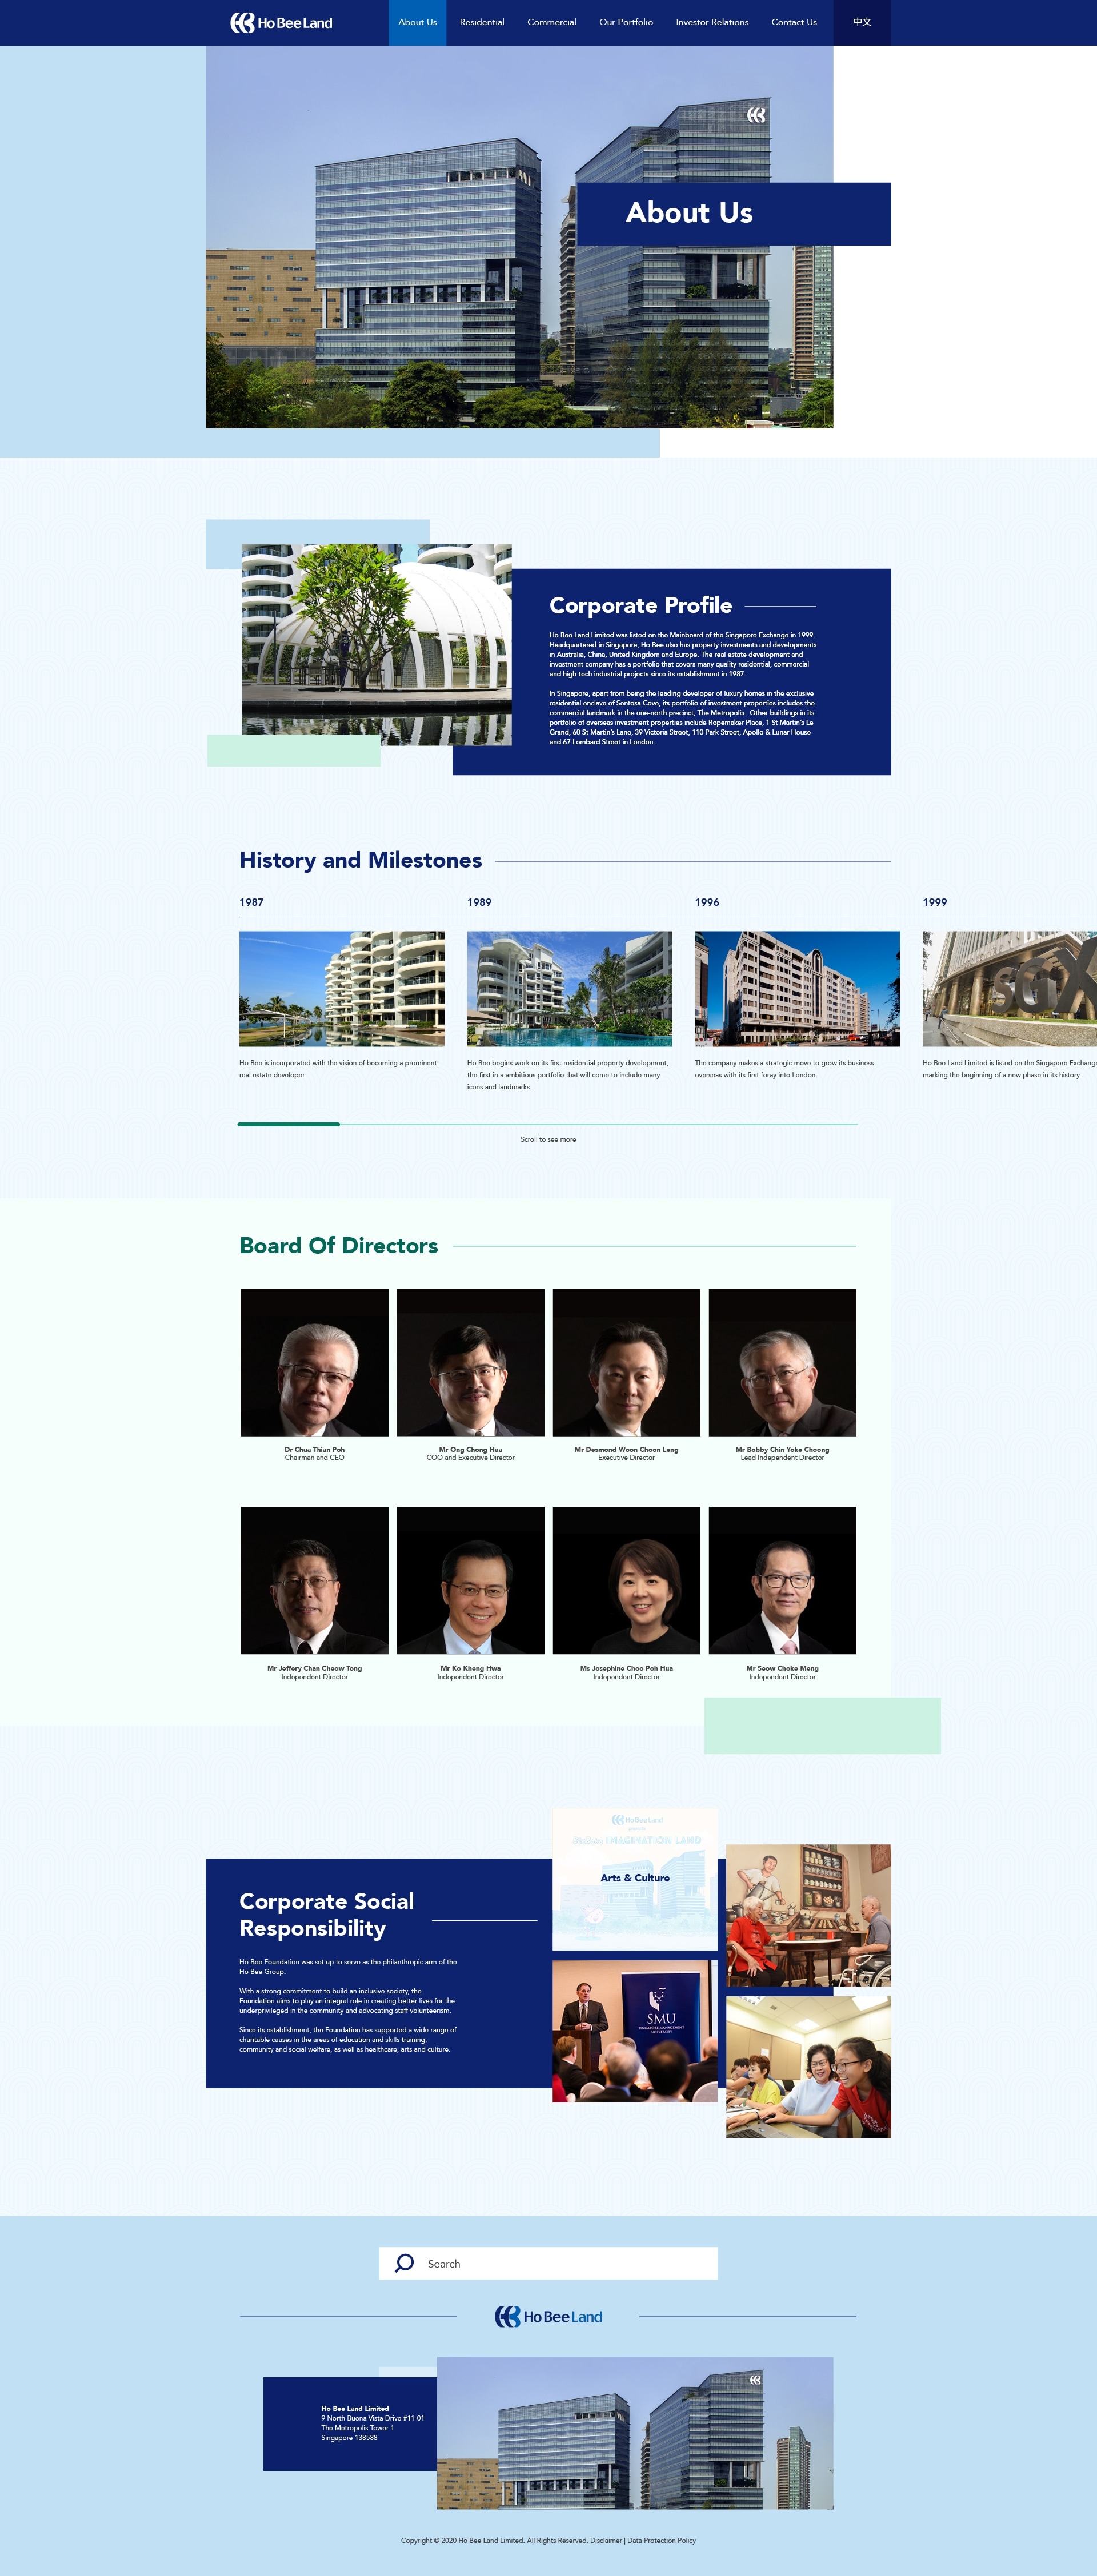 Ho Bee Land
About Us
Residential
Commercial
Our Portfolio
Investor Relations
Contact Us
中文
About Us
Corporate Profile
Ho Bee Land Limited was listed on the Mainboard of the Singapore Exchange in 1999.
Headquartered in Singapore, Ho Bee also has property investments and developments
in Australia, China, United Kingdom and Europe. The real estate development and
investment company has a portfolio that covers many quality residential, commercial
and high-tech industrial projects since its establishment in 1987.
In Singapore, apart from being the leading developer of luxury homes in the exclusive
residential enclave of Sentosa Cove, its portfolio of investment properties includes the
commercial landmark in the one-north precinct, The Metropolis. Other buildings in its
portfolio of overseas investment properties include Ropemaker Place, 1 St Martin's Le
Grand, 60 St Martin's Lane, 39 Victoria Street, 110 Park Street, Apollo & Lunar House
and 67 Lombard Street in London.
History and Milestones
1987
1989
1996
1999
SGX
Ho Bee is incorporated with the vision of becoming a prominent
real estate developer.
Ho Bee begins work on its first residential property development,
the first in a ambitious portfolio that will come to include many
icons and landmarks.
The company makes a strategic move to grow its business
overseas with its first foray into London.
Ho Bee Land Limited is listed on the Singapore Exchange
marking the beginning of a new phase in its history.
Scroll to see more
Board Of Directors
Dr Chua Thian Poh
Chairman and CEO
Mr Ong Chong Hua
COO and Executive Director
Mr Desmond Woon Choon Leng
Executive Director
Mr Bobby Chin Yoke Choong
Lead Independent Director
Mr Jeffery Chan Cheow Tong
Independent Director
Mr Ko Kheng Hwa
Independent Director
Ms Josephine Choo Poh Hua
Independent Director
Mr Seow Choke Meng
Independent Director
Ho Bee Land
presents
IMAGINATION LAND
Arts & Culture
Corporate Social
Responsibility
Ho Bee Foundation was set up to serve as the philanthropic arm of the
Ho Bee Group.
With a strong commitment to build an inclusive society, the
Foundation aims to play an integral role in creating better lives for the
underprivileged in the community and advocating staff volunteerism.
Since its establishment, the Foundation has supported a wide range of
charitable causes in the areas of education and skills training,
community and social welfare, as well as healthcare, arts and culture.
SMU
SINGAPORE MANAGEMENT
UNIVERSITY
Search
Ho Bee Land
Ho Bee Land Limited
9 North Buona Vista Drive #11-01
The Metropolis Tower 1
Singapore 138588
Copyright © 2020 Ho Bee Land Limited. All Rights Reserved. Disclaimer | Data Protection Policy